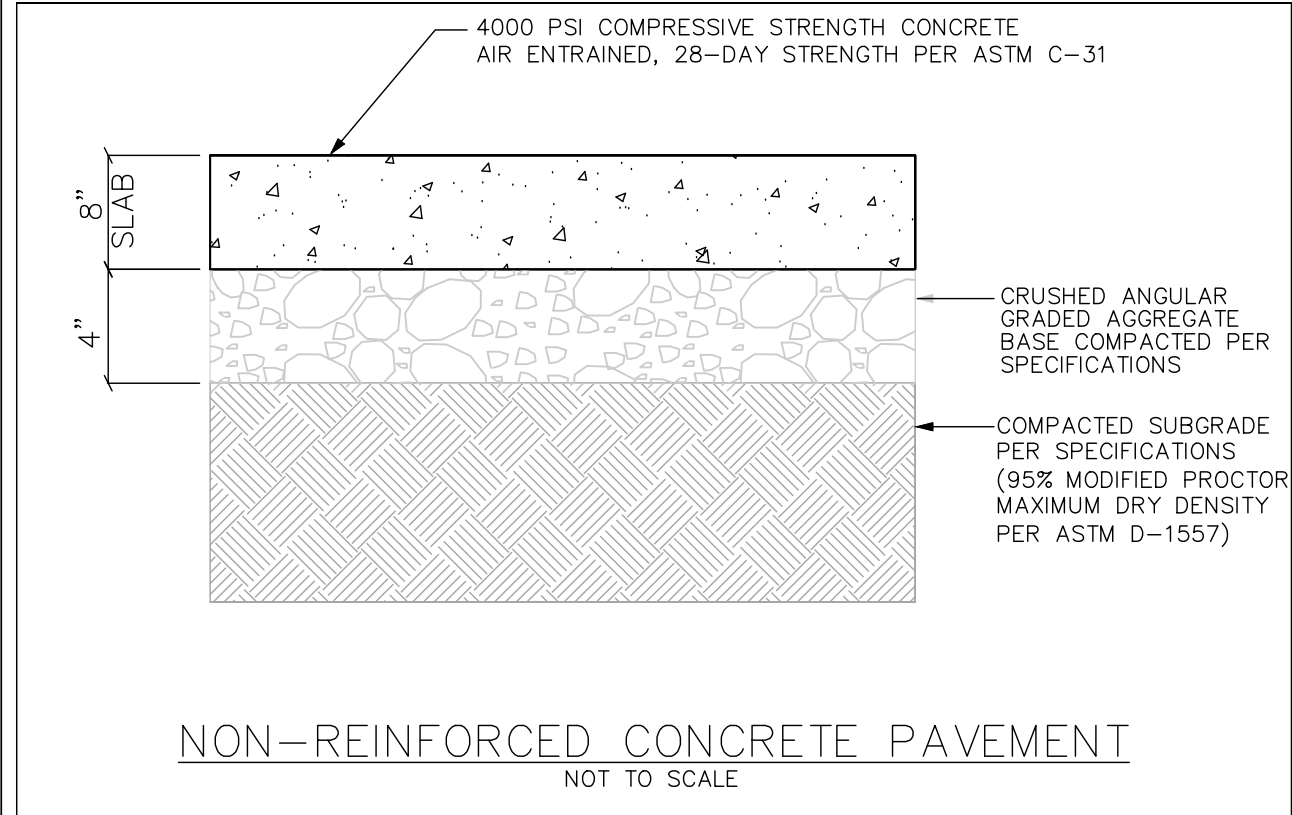 4000 PSI COMPRESSIVE STRENGTH CONCRETE
AIR ENTRAINED, 28-DAY STRENGTH PER ASTM C-31
8"
SLAB
4"
CRUSHED ANGULAR
GRADED AGGREGATE
BASE COMPACTED PER
SPECIFICATIONS
COMPACTED SUBGRADE
PER SPECIFICATIONS
(95% MODIFIED PROCTOR
MAXIMUM DRY DENSITY
PER ASTM D-1557)
NON-REINFORCED CONCRETE PAVEMENT
NOT TO SCALE